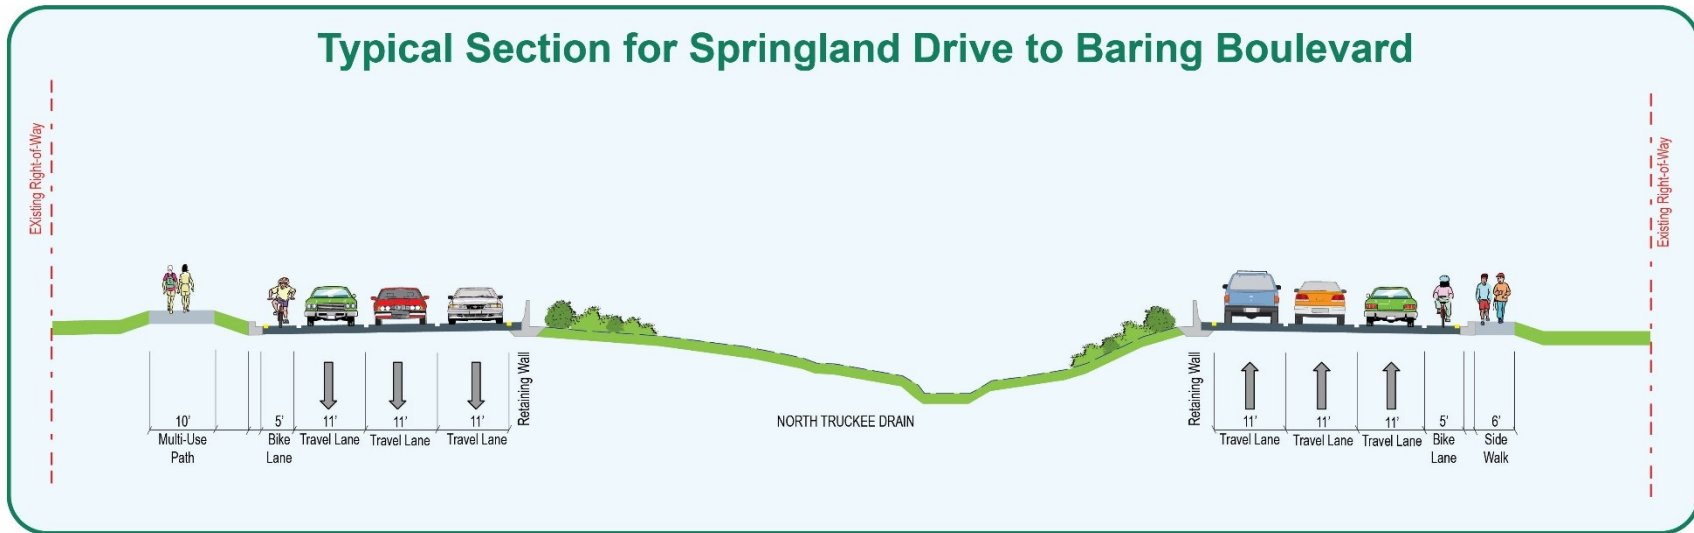 Typical Section for Springland Drive to Baring Boulevard
EXisting Right-of-Way
Existing Right-of-Way
10'
Multi-Use
Path
5'
Bike
Lane
11'
Travel Lane
11'
Travel Lane
11'
Travel Lane
Retaining Wall
NORTH TRUCKEE DRAIN
Retaining Wall
11'
Travel Lane
11'
Travel Lane
11'
Travel Lane
5'
Bike
Lane
6'
Side
Walk